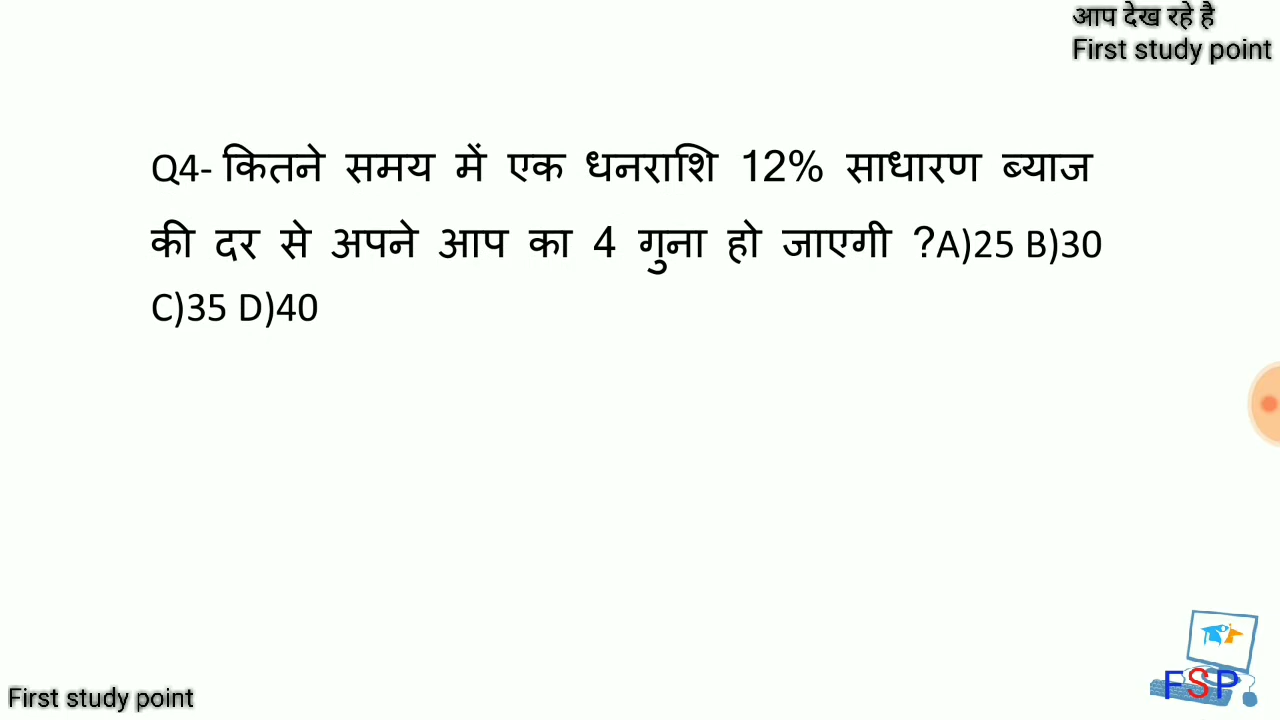 आप देख रहे है
First study point
Q4- कितने समय में एक धनराशि 12% साधारण ब्याज
की दर से अपने आप का 4 गुना हो जाएगी ?A)25 B)30
C)35 D)40
FSP
First study point